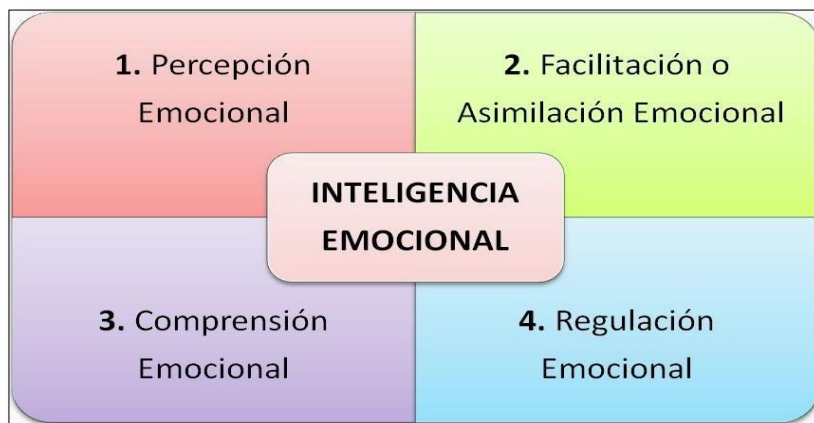 1. Percepción
Emocional
2. Facilitación o
Asimilación Emocional
INTELIGENCIA
EMOCIONAL
3. Comprensión
Emocional
4. Regulación
Emocional